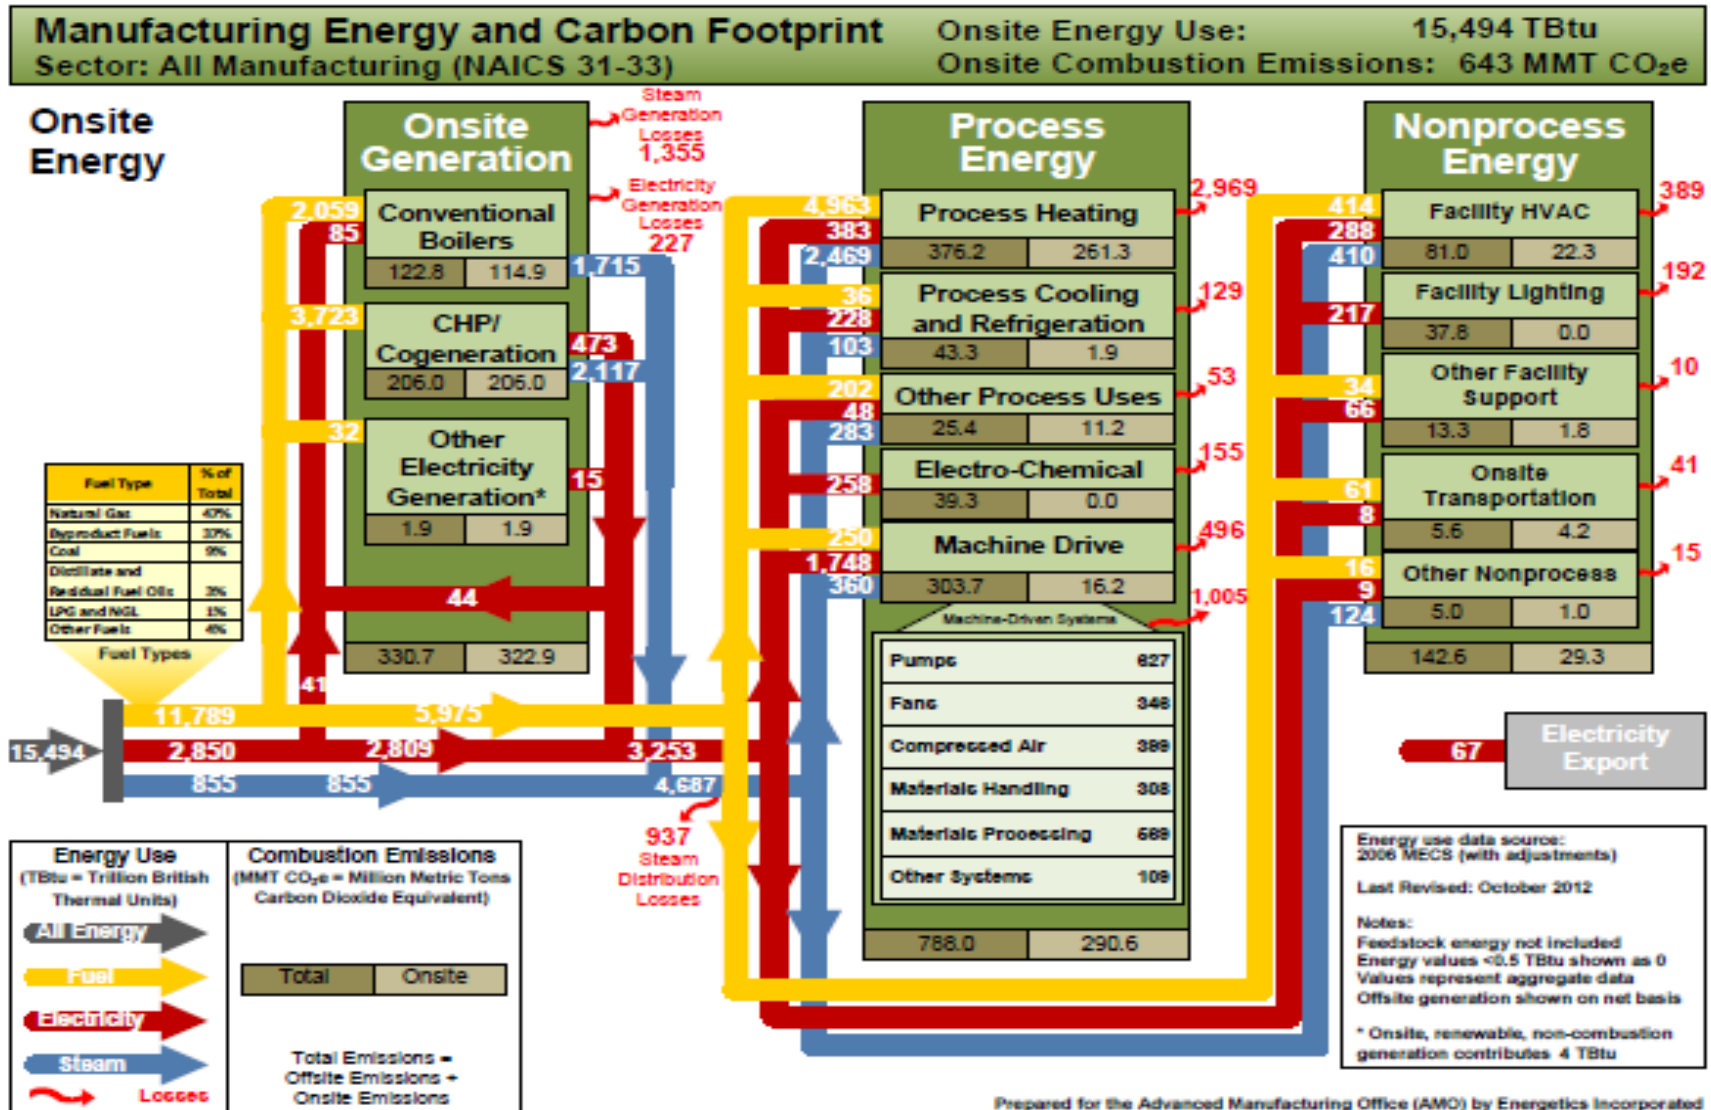 Manufacturing Energy and Carbon Footprint
Sector: All Manufacturing (NAICS 31-33)
Onsite Energy Use: 15,494 TBtu
Onsite Combustion Emissions: 643 MMT CO₂e
Onsite
Energy
Onsite
Generation
Steam
Generation
Losses
1,355
Electricity
Generation
Losses
227
2,059
85
Conventional
Boilers
122.8 114.9
1,715
3,723
CHP/
Cogeneration
206.0 206.0
473
2,117
32
Other
Electricity
Generation*
1.9 1.9
15
44
330.7 322.9
Fuel Type % of
Total
Natural Gas 47%
Byproduct Fuels 37%
Coal 9%
Distillate and
Residual Fuel Oils 3%
LPG and NGL 1%
Other Fuels 4%
Fuel Types
41
15,494
11,789 5,975
2,850 2,809 3,253
855 855 4,687
937
Steam
Distribution
Losses
Process
Energy
4,963
383
2,469
Process Heating
376.2 261.3
2,969
36
228
103
Process Cooling
and Refrigeration
43.3 1.9
129
202
48
283
Other Process Uses
25.4 11.2
53
258
Electro-Chemical
39.3 0.0
155
250
1,748
360
Machine Drive
303.7 16.2
496
Machine-Driven Systems
1,005
Pumps 627
Fans 346
Compressed Air 389
Materials Handling 308
Materials Processing 569
Other Systems 109
788.0 290.6
Nonprocess
Energy
414
288
410
Facility HVAC
81.0 22.3
389
217
Facility Lighting
37.8 0.0
192
34
66
Other Facility
Support
13.3 1.8
10
61
8
Onsite
Transportation
5.6 4.2
41
16
9
124
Other Nonprocess
5.0 1.0
15
142.6 29.3
67
Electricity
Export
Energy Use
(TBtu = Trillion British
Thermal Units)
All Energy
Fuel
Electricity
Steam
Losses
Combustion Emissions
(MMT CO₂e = Million Metric Tons
Carbon Dioxide Equivalent)
Total Onsite
Total Emissions =
Offsite Emissions +
Onsite Emissions
Energy use data source:
2006 MECS (with adjustments)
Last Revised: October 2012
Notes:
Feedstock energy not included
Energy values <0.5 TBtu shown as 0
Values represent aggregate data
Offsite generation shown on net basis
* Onsite, renewable, non-combustion
generation contributes 4 TBtu
Prepared for the Advanced Manufacturing Office (AMO) by Energetics Incorporated